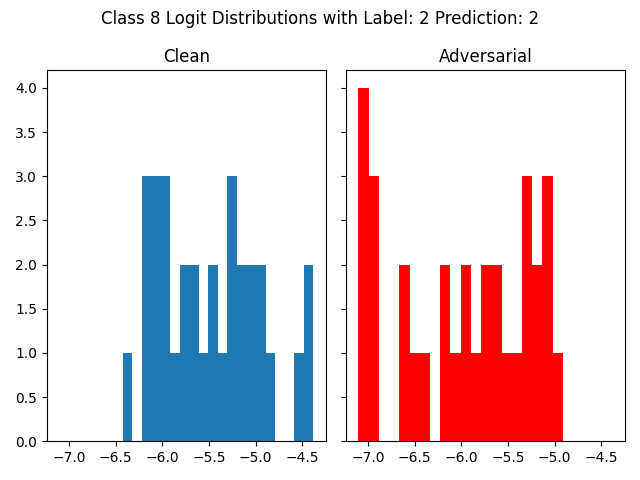 Class 8 Logit Distributions with Label: 2 Prediction: 2
Clean
Adversarial
4.0
3.5
3.0
2.5
2.0
1.5
1.0
0.5
0.0
−7.0 −6.5 −6.0 −5.5 −5.0 −4.5
−7.0 −6.5 −6.0 −5.5 −5.0 −4.5